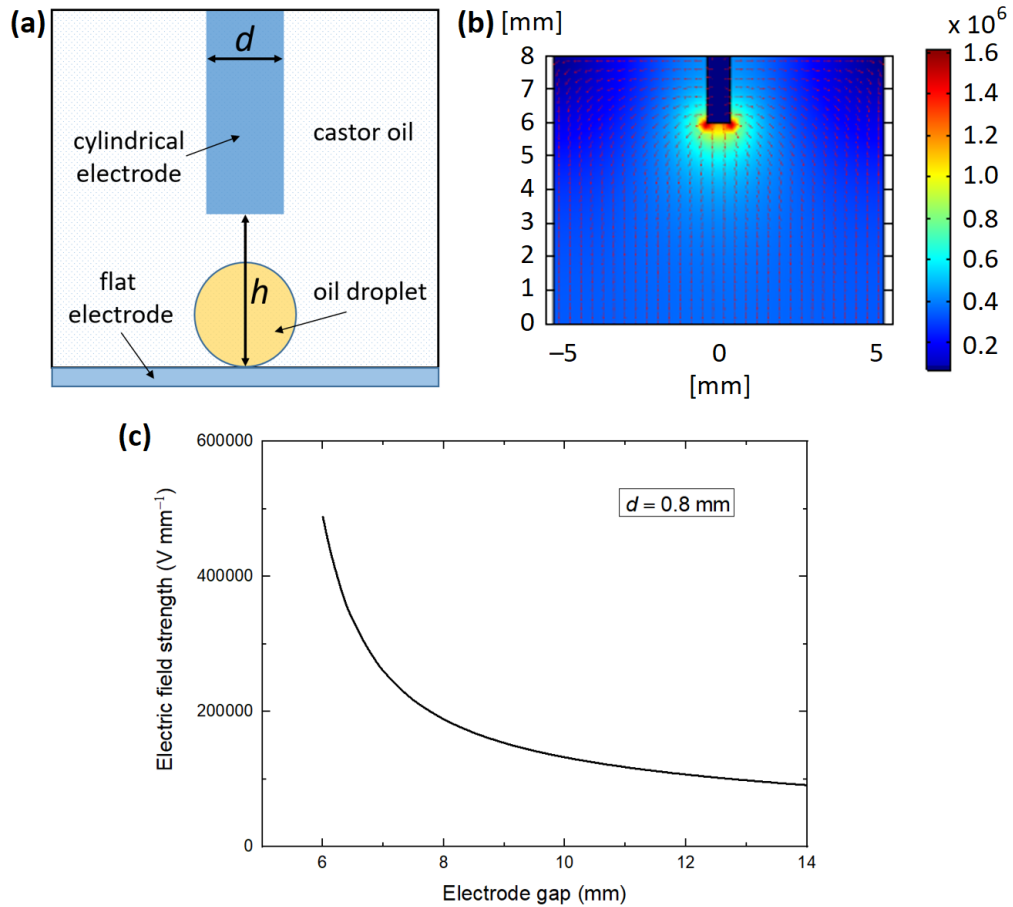 (a)
d
cylindrical
electrode
castor oil
h
flat
electrode
oil droplet
(b)
[mm]
x 10⁶
8
7
6
5
4
3
2
1
0
−5
0
5
[mm]
1.6
1.4
1.2
1.0
0.8
0.6
0.4
0.2
(c)
Electric field strength (V mm⁻¹)
600000
400000
200000
0
d = 0.8 mm
6
8
10
12
14
Electrode gap (mm)